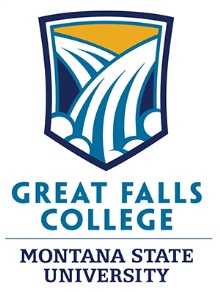 GREAT FALLS
COLLEGE
MONTANA STATE
UNIVERSITY